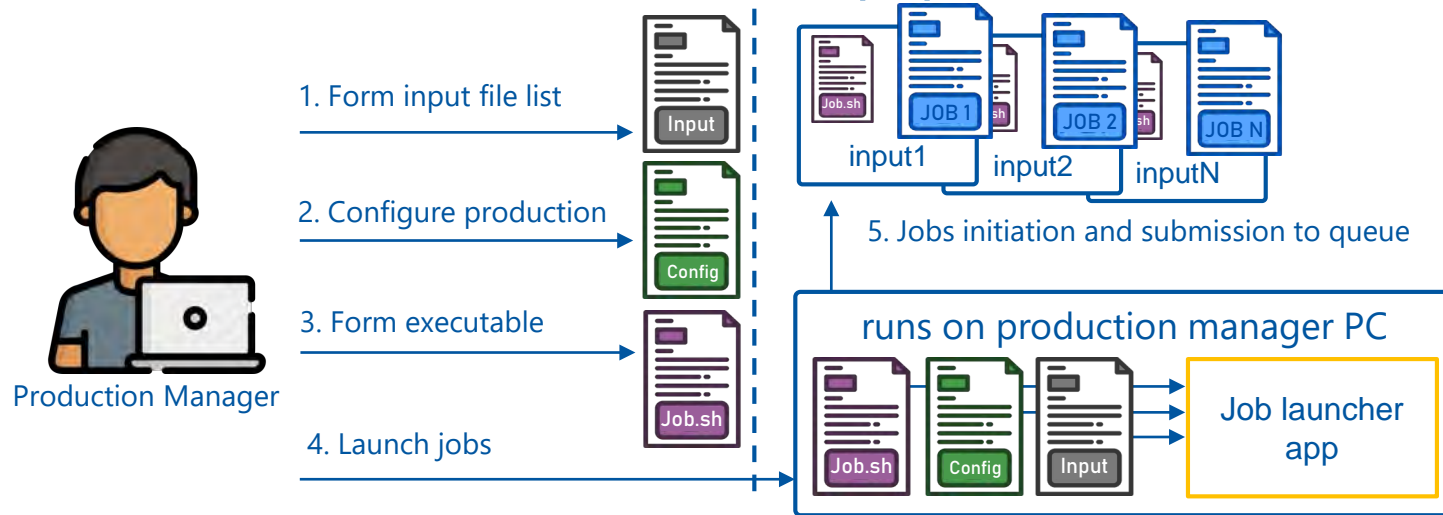 1. Form input file list
Input
2. Configure production
Config
3. Form executable
Job.sh
4. Launch jobs
Production Manager
Job.sh
JOB 1
input1
sh
JOB 2
input2
sh
JOB N
inputN
5. Jobs initiation and submission to queue
runs on production manager PC
Job.sh
Config
Input
Job launcher
app